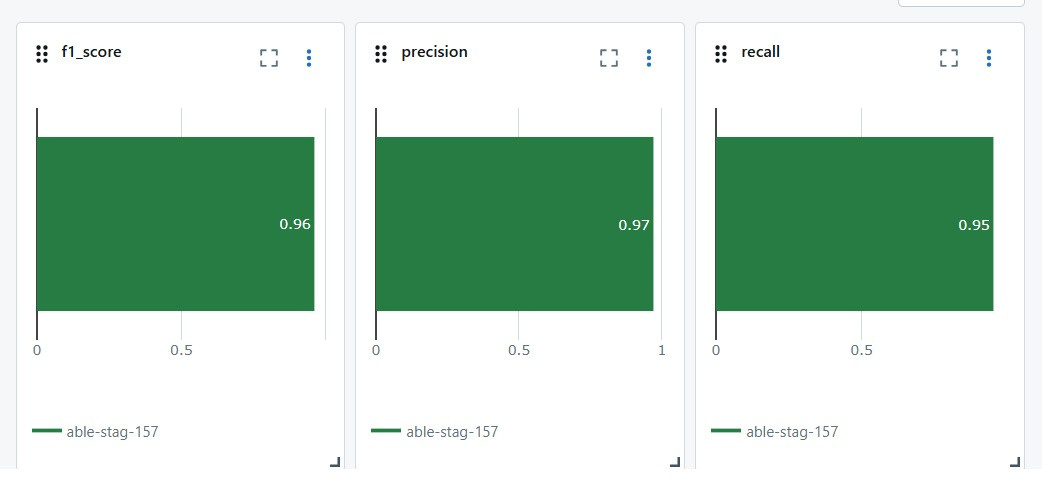 f1_score
0.96
0 0.5
able-stag-157
precision
0.97
0 0.5 1
able-stag-157
recall
0.95
0 0.5
able-stag-157